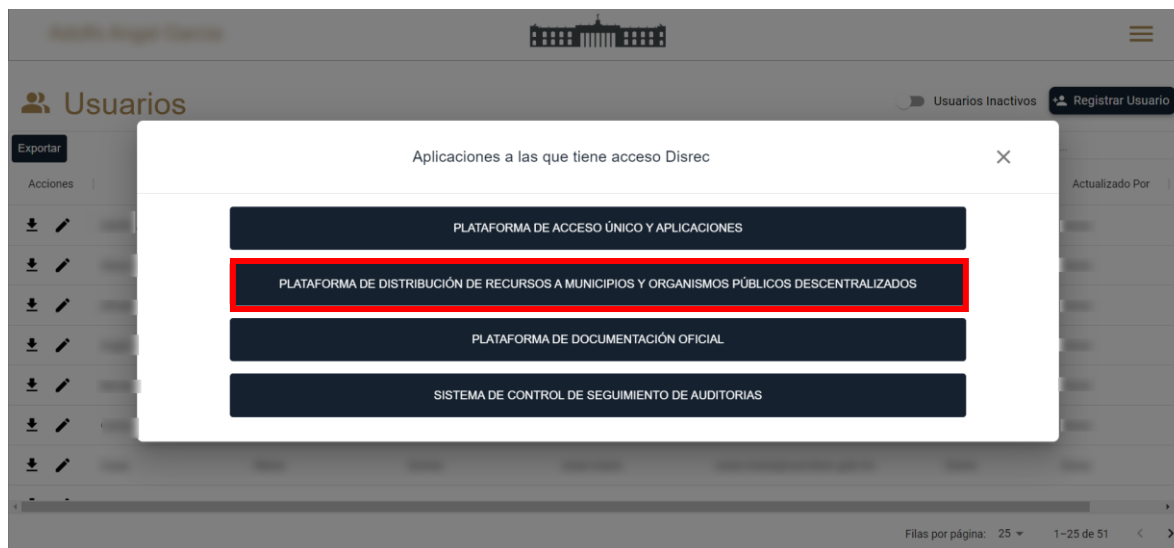 Usuarios
Usuarios Inactivos
Registrar Usuario
Exportar
Aplicaciones a las que tiene acceso Disrec
Acciones
Actualizado Por
PLATAFORMA DE ACCESO ÚNICO Y APLICACIONES
PLATAFORMA DE DISTRIBUCIÓN DE RECURSOS A MUNICIPIOS Y ORGANISMOS PÚBLICOS DESCENTRALIZADOS
PLATAFORMA DE DOCUMENTACIÓN OFICIAL
SISTEMA DE CONTROL DE SEGUIMIENTO DE AUDITORIAS
Filas por página: 25 1–25 de 51